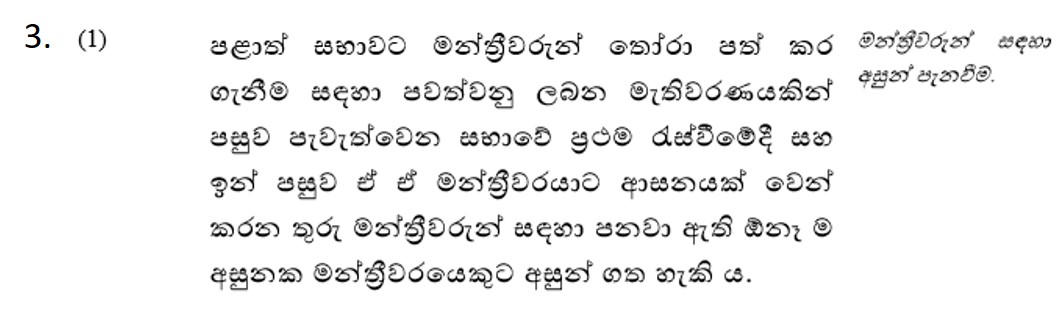 3. (1) පළාත් සභාවට මන්ත්‍රීවරුන් තෝරා පත් කර
ගැනීම සඳහා පවත්වනු ලබන මැතිවරණයකින්
පසුව පැවැත්වෙන සභාවේ ප්‍රථම රැස්වීමේදී සහ
ඉන් පසුව ඒ ඒ මන්ත්‍රීවරයාට ආසනයක් වෙන්
කරන තුරු මන්ත්‍රීවරුන් සඳහා පනවා ඇති ඕනෑ ම
අසුනක මන්ත්‍රීවරයෙකුට අසුන් ගත හැකි ය.
මන්ත්‍රීවරුන් සඳහා
අසුන් පැනවීම.